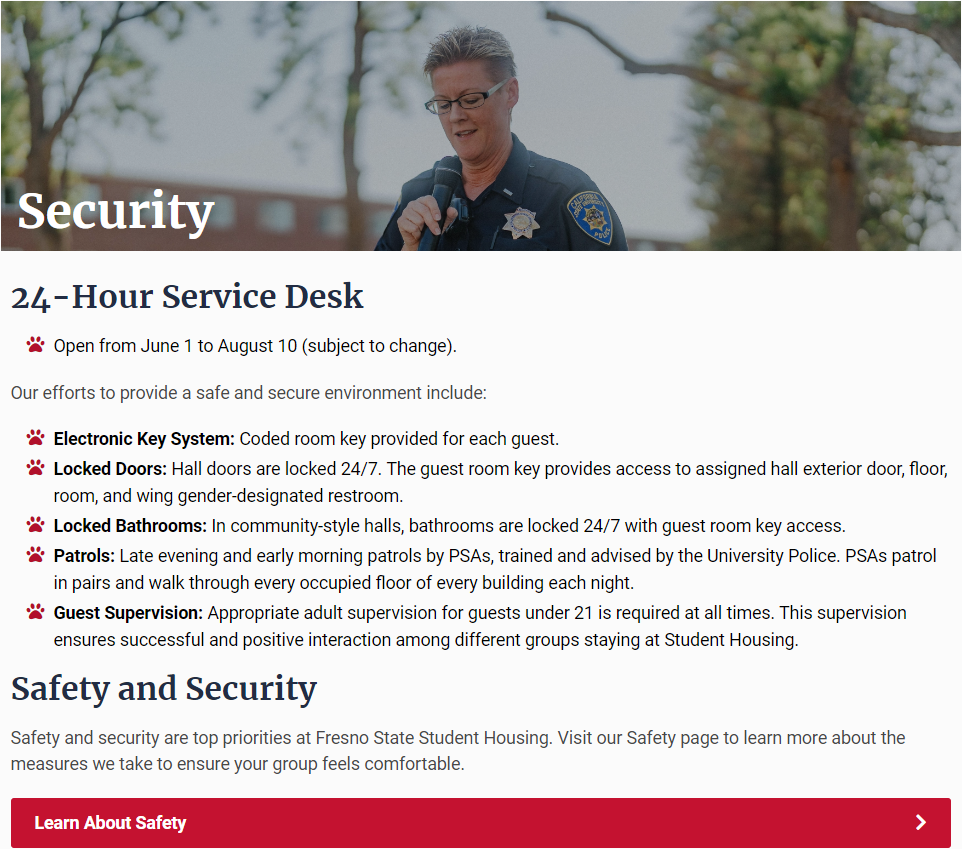 Security
CALIFORNIA
POLICE
24-Hour Service Desk
Open from June 1 to August 10 (subject to change).
Our efforts to provide a safe and secure environment include:
Electronic Key System: Coded room key provided for each guest.
Locked Doors: Hall doors are locked 24/7. The guest room key provides access to assigned hall exterior door, floor,
room, and wing gender-designated restroom.
Locked Bathrooms: In community-style halls, bathrooms are locked 24/7 with guest room key access.
Patrols: Late evening and early morning patrols by PSAs, trained and advised by the University Police. PSAs patrol
in pairs and walk through every occupied floor of every building each night.
Guest Supervision: Appropriate adult supervision for guests under 21 is required at all times. This supervision
ensures successful and positive interaction among different groups staying at Student Housing.
Safety and Security
Safety and security are top priorities at Fresno State Student Housing. Visit our Safety page to learn more about the
measures we take to ensure your group feels comfortable.
Learn About Safety